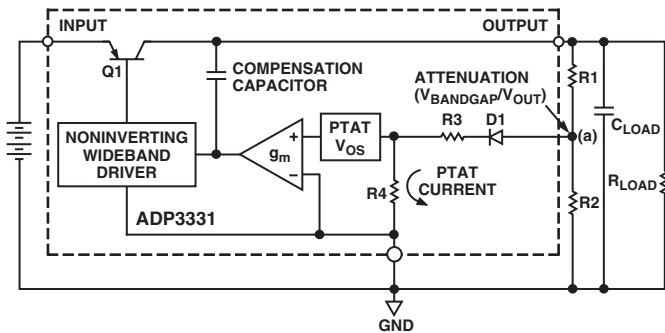 INPUT
OUTPUT
Q1
COMPENSATION
CAPACITOR
ATTENUATION
(VBANDGAP/VOUT)
R1
NONINVERTING
WIDEBAND
DRIVER
gm
+
−
PTAT
VOS
R3
D1
(a)
CLOAD
R4
PTAT
CURRENT
R2
RLOAD
ADP3331
GND